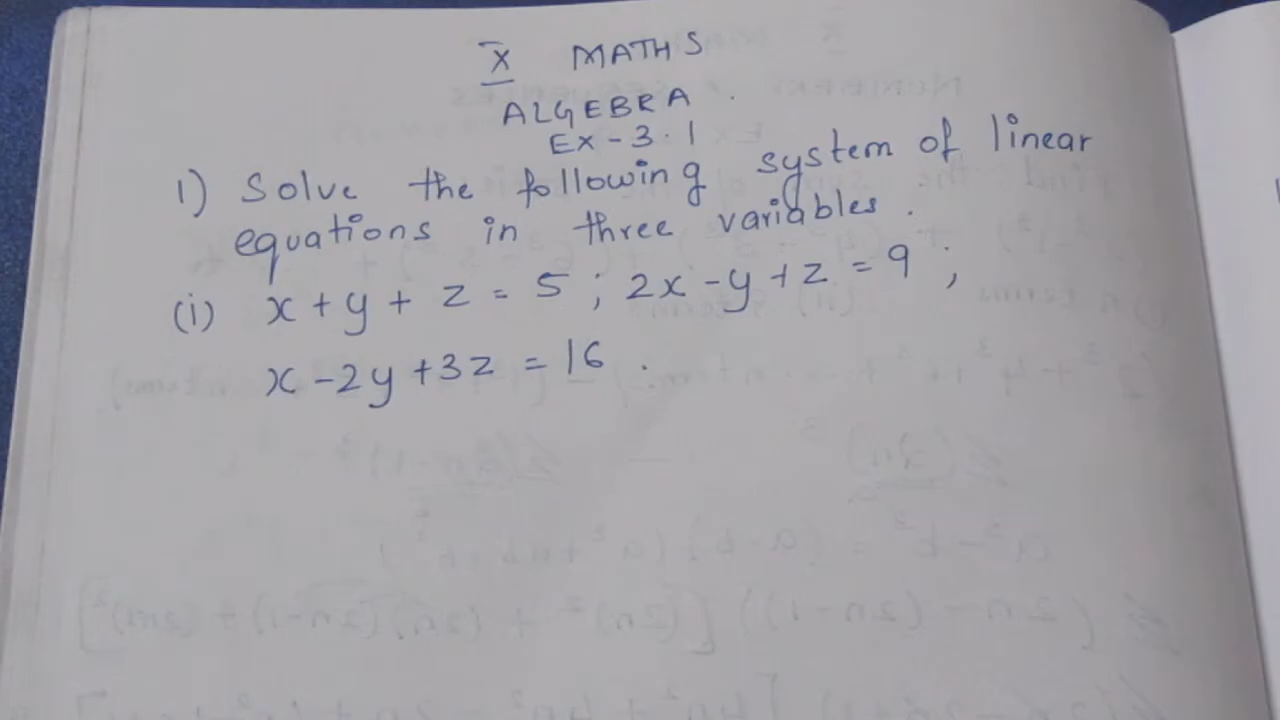 X MATHS
ALGEBRA.
Ex-3.1
1) Solve the following system of linear
equations in three variables.
(i) x+y+z=5; 2x-y+z=9;
x-2y+3z=16.